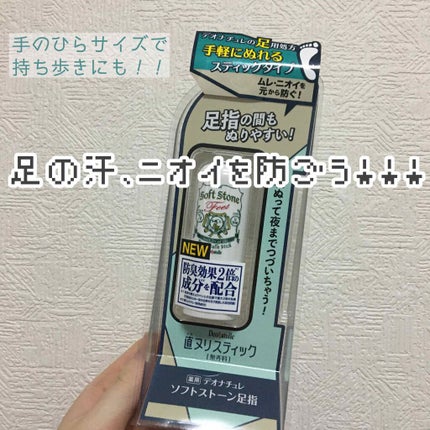 手のひらサイズで
持ち歩きにも！！
デオナチュレの足用処方
手軽にぬれる
スティックタイプ
ムレ・ニオイを
元から防ぐ！
足指の間も
ぬりやすい！
足の汗、ニオイを防ごう
ぬって夜までつづいちゃう！
Soft Stone
Feet
NEW
防臭効果2倍の
成分を配合
Deonatulle
直ヌリスティック
［無香料］
薬用 デオナチュレ
ソフトストーン足指